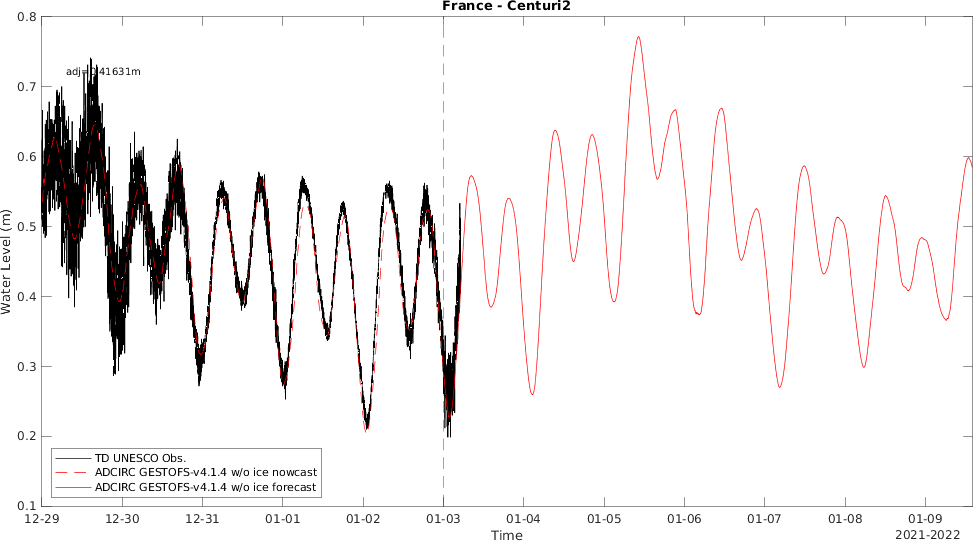 France - Centuri2
adj=0.41631m
0.8
0.7
0.6
0.5
0.4
0.3
0.2
0.1
Water Level (m)
TD UNESCO Obs.
ADCIRC GESTOFS-v4.1.4 w/o ice nowcast
ADCIRC GESTOFS-v4.1.4 w/o ice forecast
12-29 12-30 12-31 01-01 01-02 01-03 01-04 01-05 01-06 01-07 01-08 01-09
Time
2021-2022